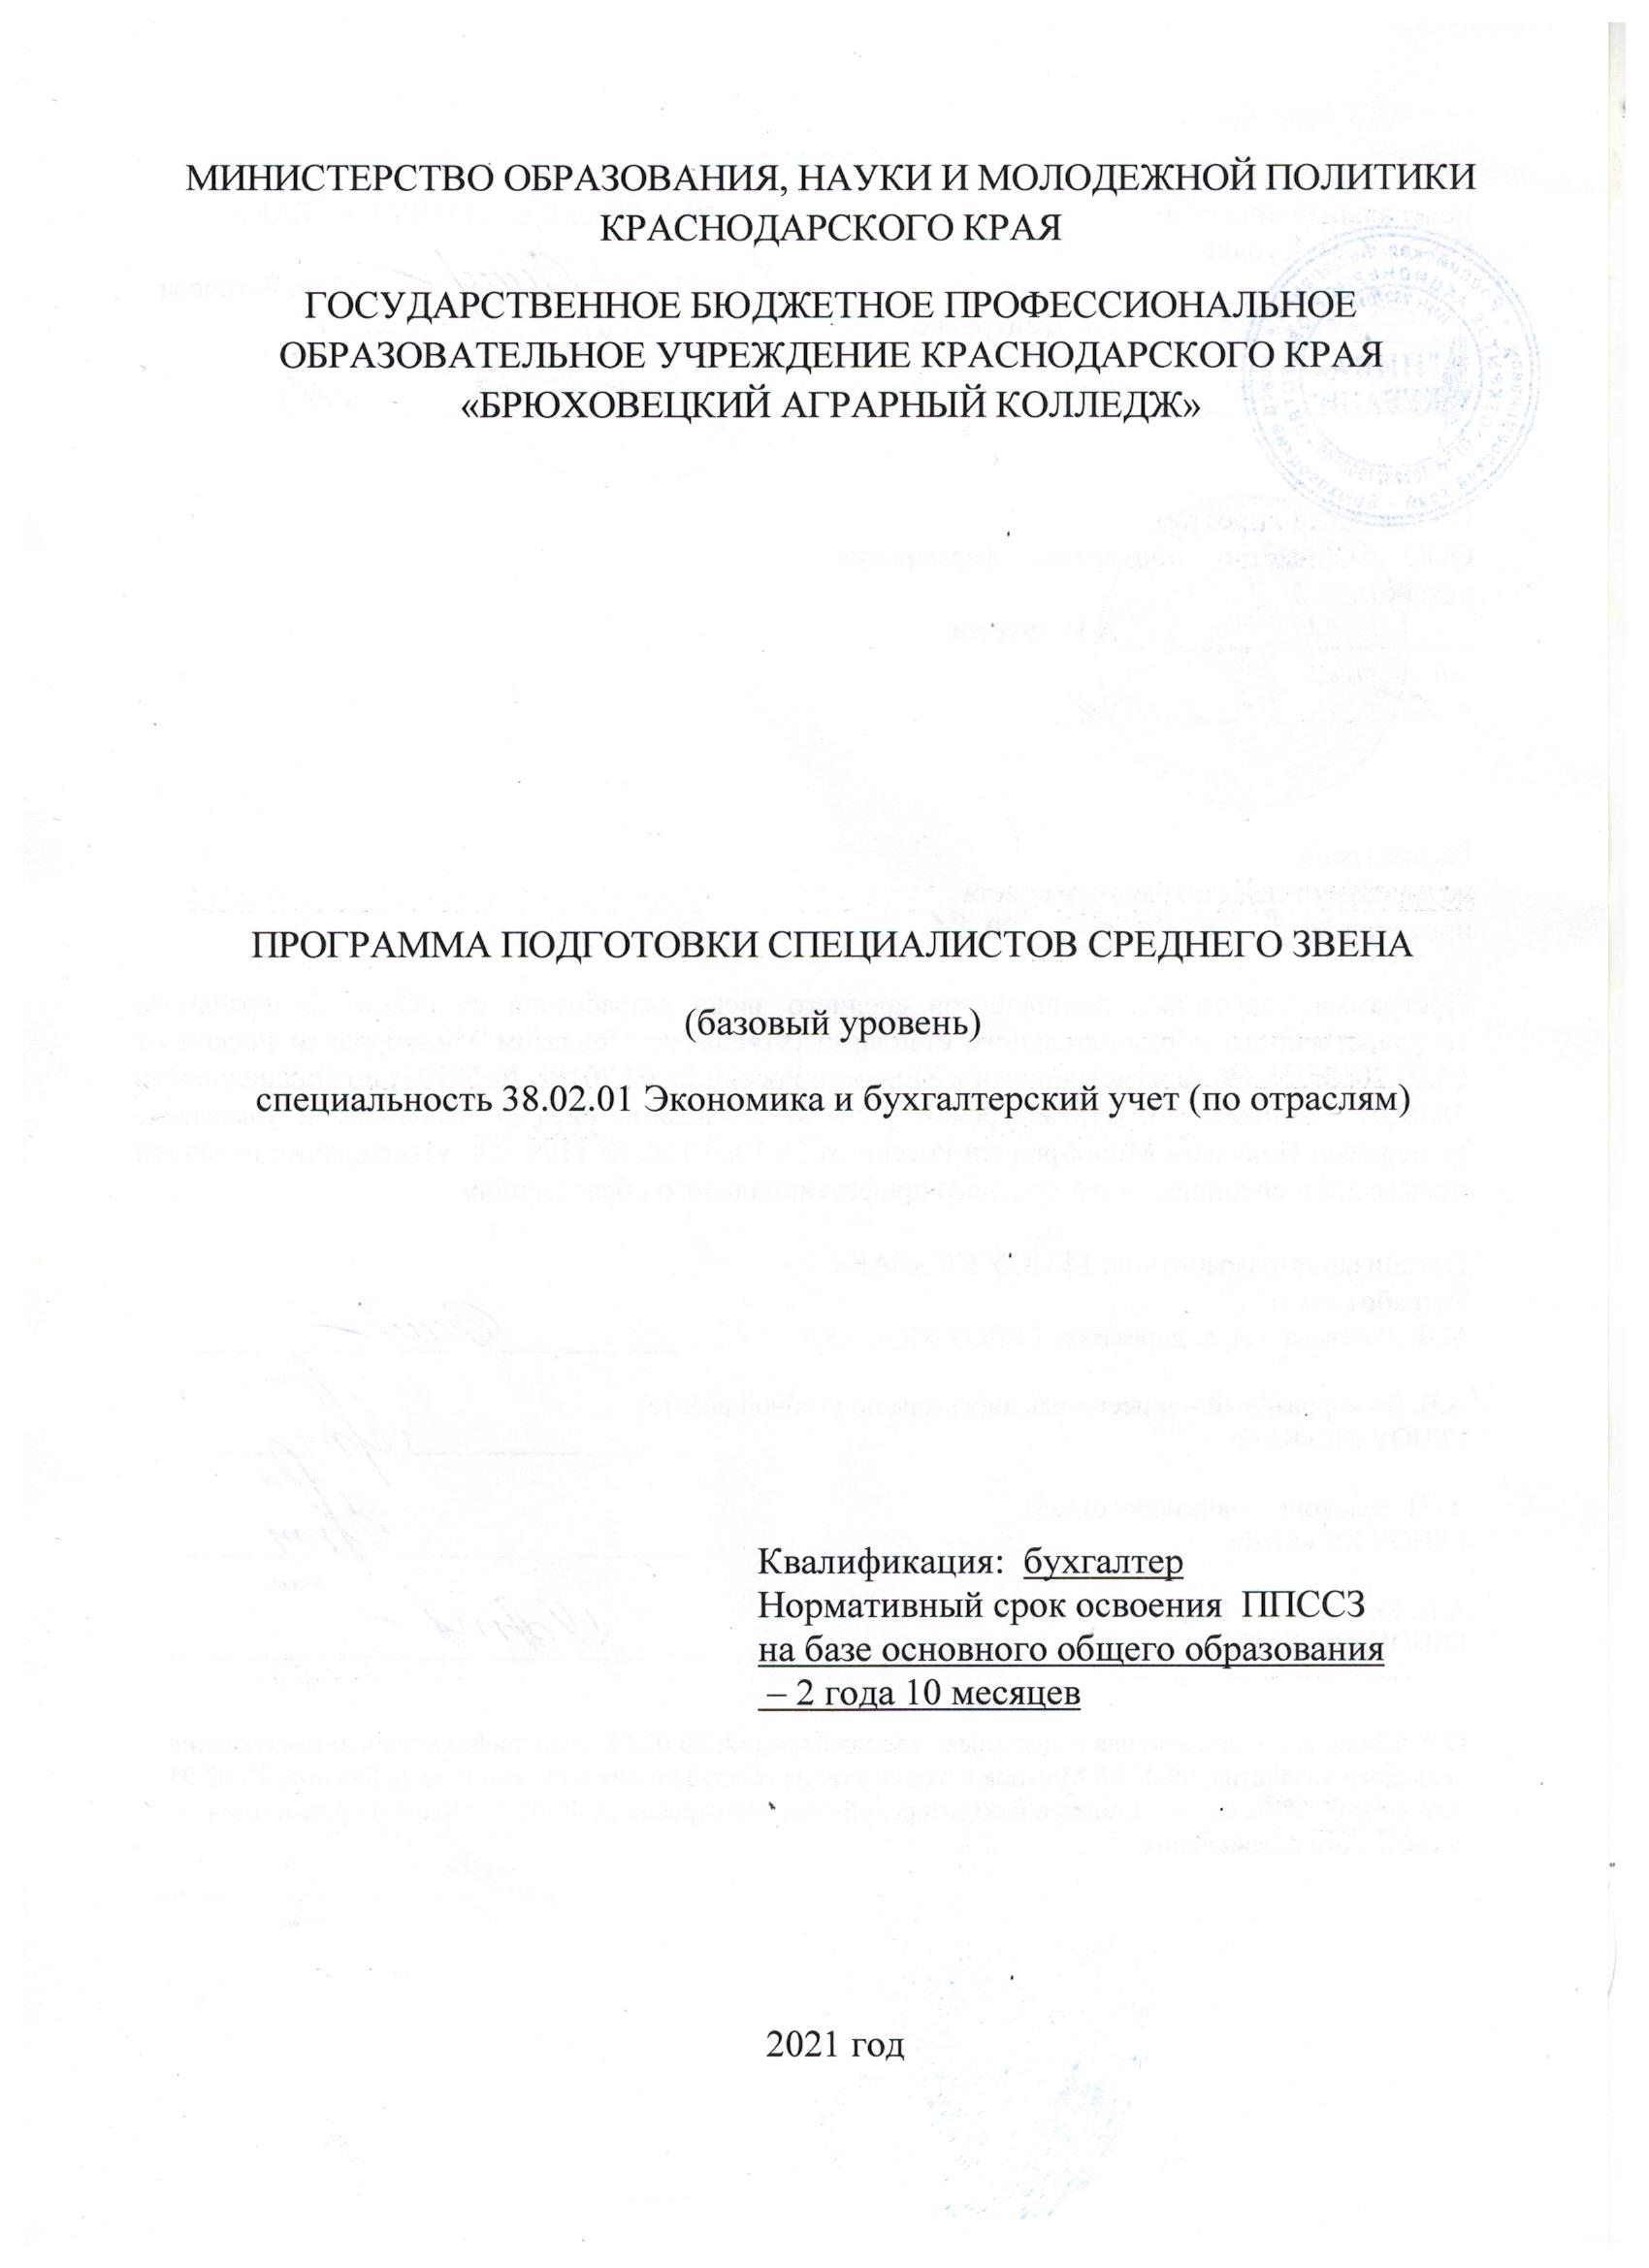 МИНИСТЕРСТВО ОБРАЗОВАНИЯ, НАУКИ И МОЛОДЕЖНОЙ ПОЛИТИКИ
КРАСНОДАРСКОГО КРАЯ
ГОСУДАРСТВЕННОЕ БЮДЖЕТНОЕ ПРОФЕССИОНАЛЬНОЕ
ОБРАЗОВАТЕЛЬНОЕ УЧРЕЖДЕНИЕ КРАСНОДАРСКОГО КРАЯ
«БРЮХОВЕЦКИЙ АГРАРНЫЙ КОЛЛЕДЖ»
ПРОГРАММА ПОДГОТОВКИ СПЕЦИАЛИСТОВ СРЕДНЕГО ЗВЕНА
(базовый уровень)
специальность 38.02.01 Экономика и бухгалтерский учет (по отраслям)
Квалификация: бухгалтер
Нормативный срок освоения ППССЗ
на базе основного общего образования
– 2 года 10 месяцев
2021 год